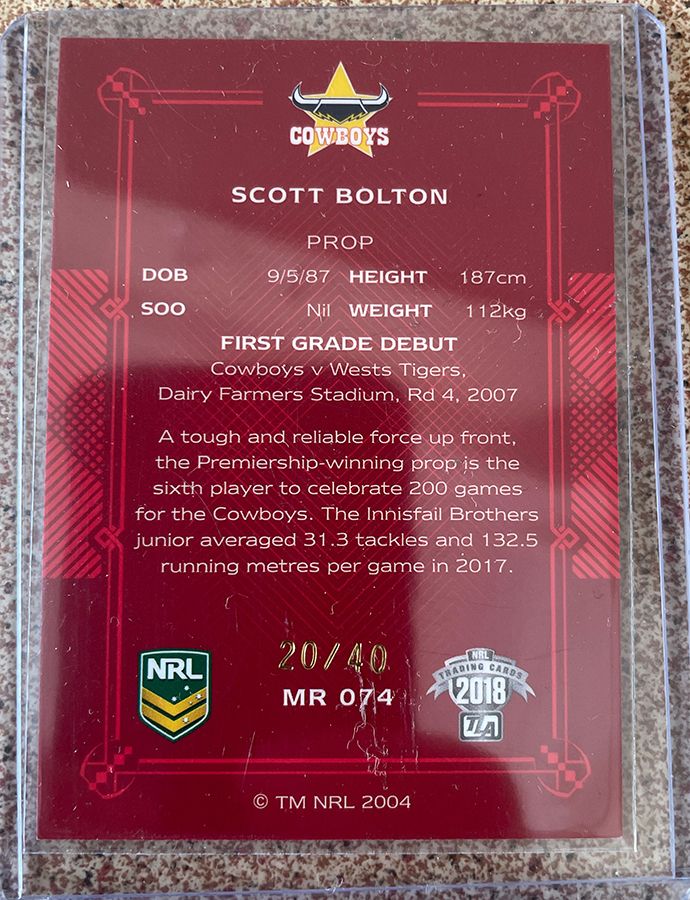 COWBOYS
SCOTT BOLTON
PROP
DOB 9/5/87 HEIGHT 187cm
SOO Nil WEIGHT 112kg
FIRST GRADE DEBUT
Cowboys v Wests Tigers,
Dairy Farmers Stadium, Rd 4, 2007
A tough and reliable force up front,
the Premiership-winning prop is the
sixth player to celebrate 200 games
for the Cowboys. The Innisfail Brothers
junior averaged 31.3 tackles and 132.5
running metres per game in 2017.
20/40
MR 074
NRL
NRL
TRADING CARDS
2018
TLA
© TM NRL 2004